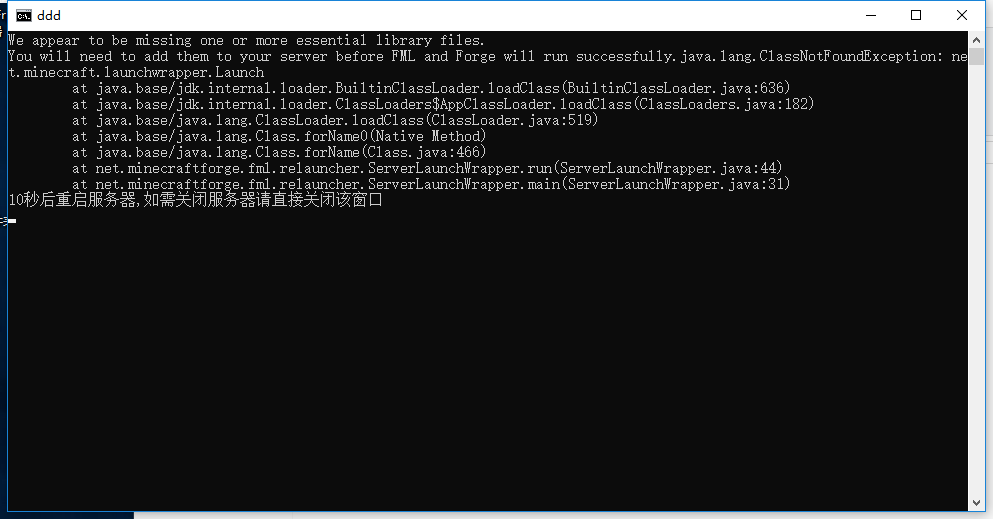 ddd
We appear to be missing one or more essential library files.
You will need to add them to your server before FML and Forge will run successfully.java.lang.ClassNotFoundException: ne
t.minecraft.launchwrapper.Launch
at java.base/jdk.internal.loader.BuiltinClassLoader.loadClass(BuiltinClassLoader.java:636)
at java.base/jdk.internal.loader.ClassLoaders$AppClassLoader.loadClass(ClassLoaders.java:182)
at java.base/java.lang.ClassLoader.loadClass(ClassLoader.java:519)
at java.base/java.lang.Class.forName0(Native Method)
at java.base/java.lang.Class.forName(Class.java:466)
at net.minecraftforge.fml.relauncher.ServerLaunchWrapper.run(ServerLaunchWrapper.java:44)
at net.minecraftforge.fml.relauncher.ServerLaunchWrapper.main(ServerLaunchWrapper.java:31)
10秒后重启服务器,如需关闭服务器请直接关闭该窗口